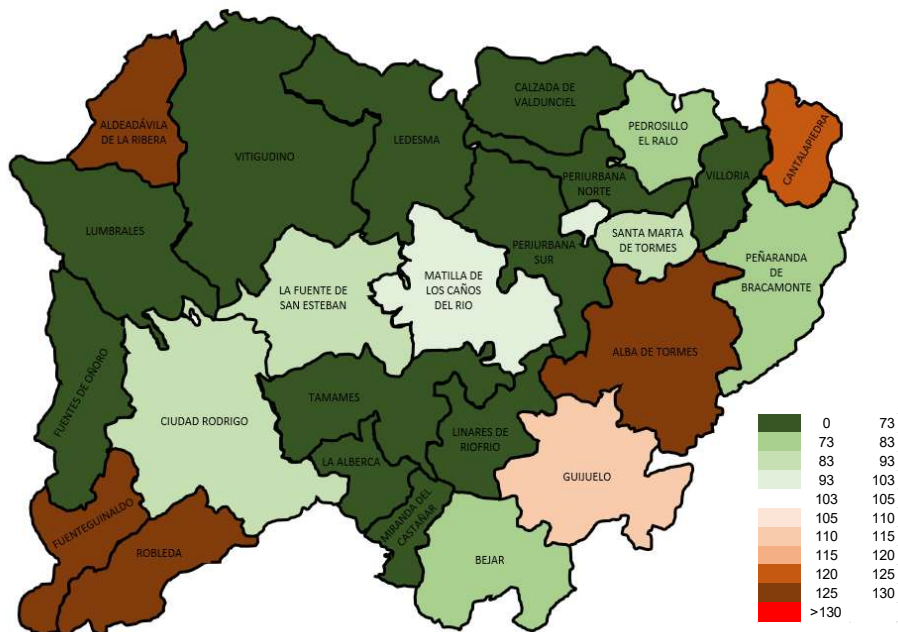 CALZADA DE
VALDUNCIEL
ALDEADÁVILA
DE LA RIBERA
VITIGUDINO
LEDESMA
PEDROSILLO
EL RALO
CANTALAPIEDRA
PERIURBANA
NORTE
VILLORIA
LUMBRALES
SANTA MARTA
DE TORMES
PERIURBANA
SUR
PEÑARANDA
DE
BRACAMONTE
LA FUENTE DE
SAN ESTEBAN
MATILLA DE
LOS CAÑOS
DEL RIO
ALBA DE TORMES
FUENTES DE OÑORO
CIUDAD RODRIGO
TAMAMES
LINARES DE
RIOFRIO
LA ALBERCA
GUIJUELO
MIRANDA DEL
CASTAÑAR
FUENTEGUINALDO
ROBLEDA
BEJAR
0 73
73 83
83 93
93 103
103 105
105 110
110 115
115 120
120 125
125 130
>130